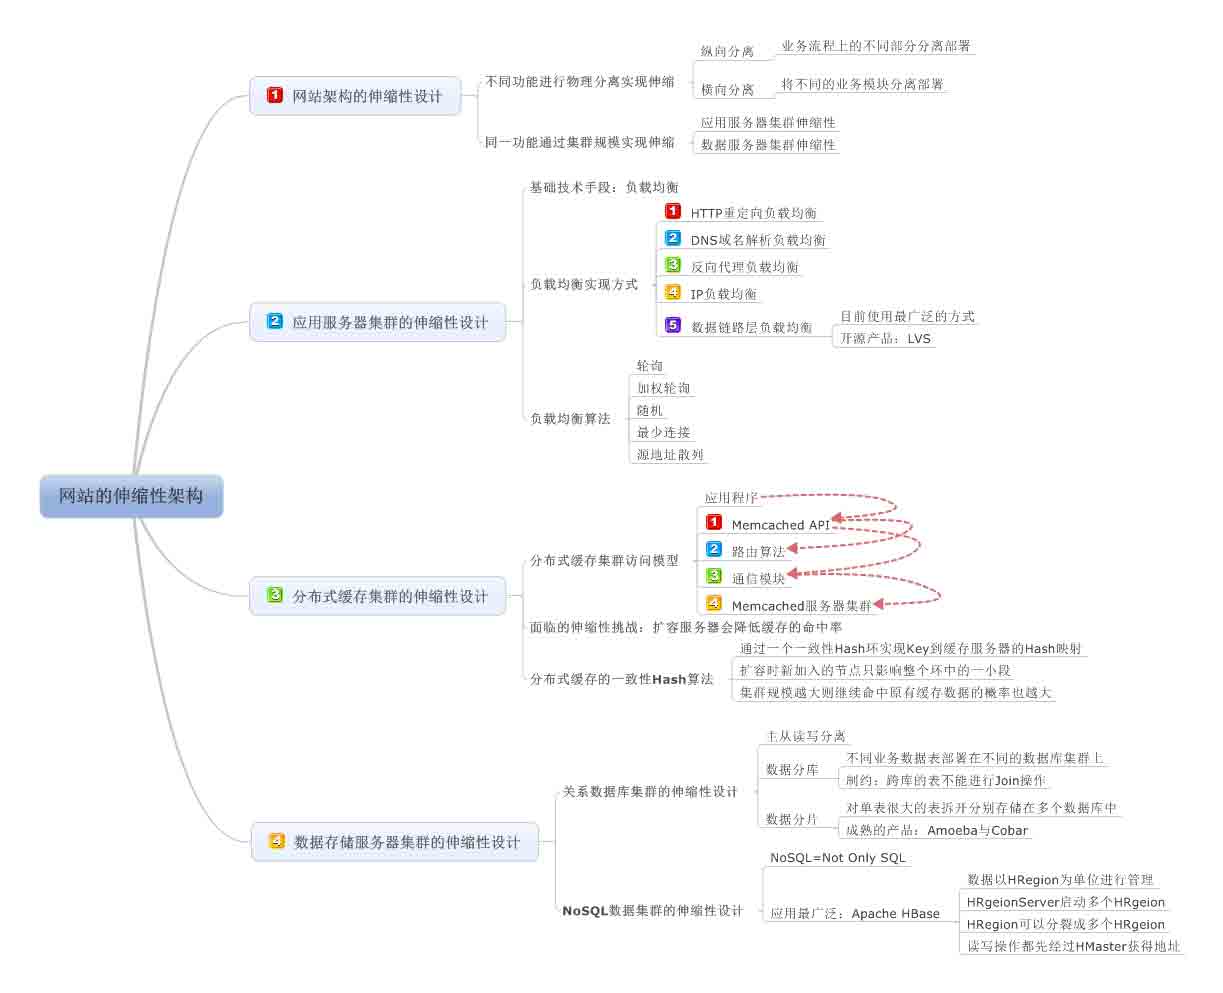 网站的伸缩性架构
1 网站架构的伸缩性设计
不同功能进行物理分离实现伸缩
纵向分离
业务流程上的不同部分分离部署
横向分离
将不同的业务模块分离部署
同一功能通过集群规模实现伸缩
应用服务器集群伸缩性
数据服务器集群伸缩性
2 应用服务器集群的伸缩性设计
基础技术手段：负载均衡
负载均衡实现方式
1 HTTP重定向负载均衡
2 DNS域名解析负载均衡
3 反向代理负载均衡
4 IP负载均衡
5 数据链路层负载均衡
目前使用最广泛的方式
开源产品：LVS
负载均衡算法
轮询
加权轮询
随机
最少连接
源地址散列
3 分布式缓存集群的伸缩性设计
分布式缓存集群访问模型
应用程序
1 Memcached API
2 路由算法
3 通信模块
4 Memcached服务器集群
面临的伸缩性挑战：扩容服务器会降低缓存的命中率
分布式缓存的一致性Hash算法
通过一个一致性Hash环实现Key到缓存服务器的Hash映射
扩容时新加入的节点只影响整个环中的一小段
集群规模越大则继续命中原有缓存数据的概率也越大
4 数据存储服务器集群的伸缩性设计
关系数据库集群的伸缩性设计
主从读写分离
数据分库
不同业务数据表部署在不同的数据库集群上
制约：跨库的表不能进行Join操作
数据分片
对单表很大的表拆开分别存储在多个数据库中
成熟的产品：Amoeba与Cobar
NoSQL数据集群的伸缩性设计
NoSQL=Not Only SQL
应用最广泛：Apache HBase
数据以HRegion为单位进行管理
HRgeionServer启动多个HRgeion
HRegion可以分裂成多个HRgeion
读写操作都先经过HMaster获得地址